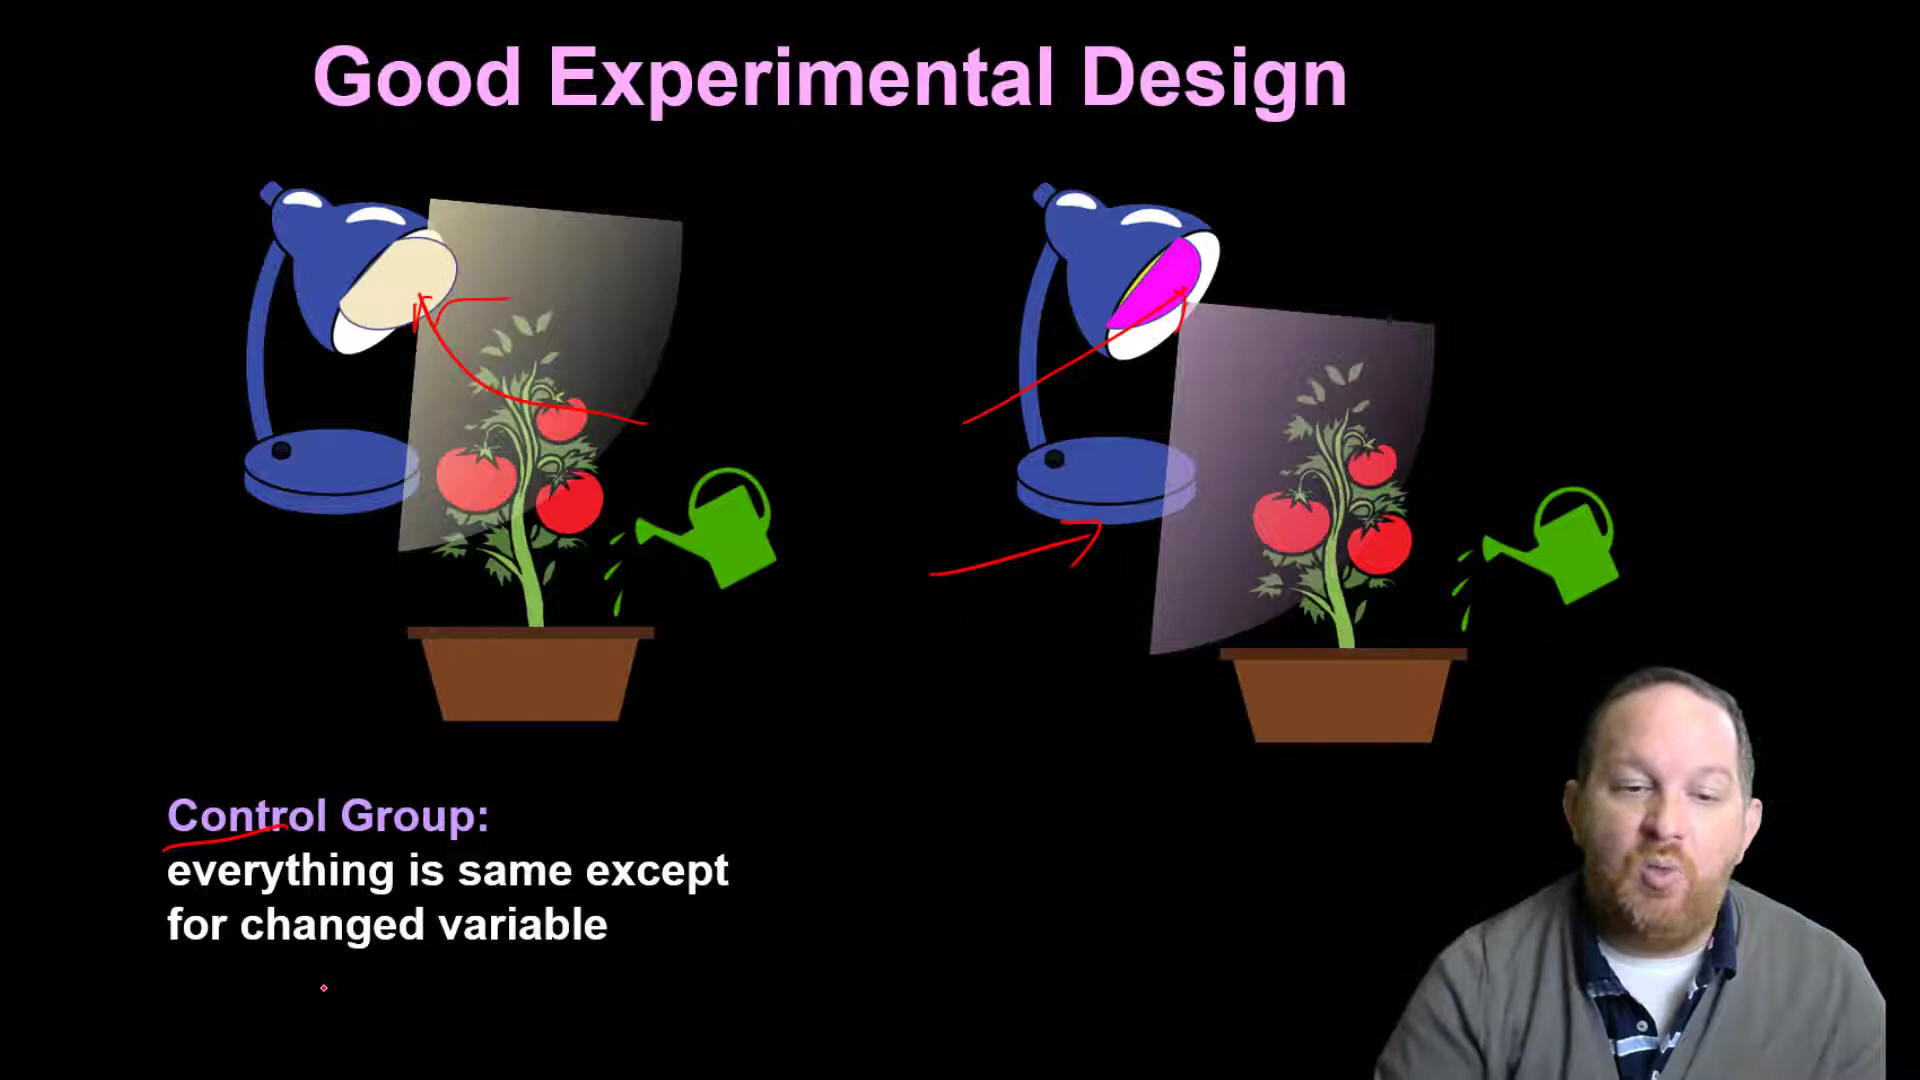 Good Experimental Design
Control Group:
everything is same except
for changed variable